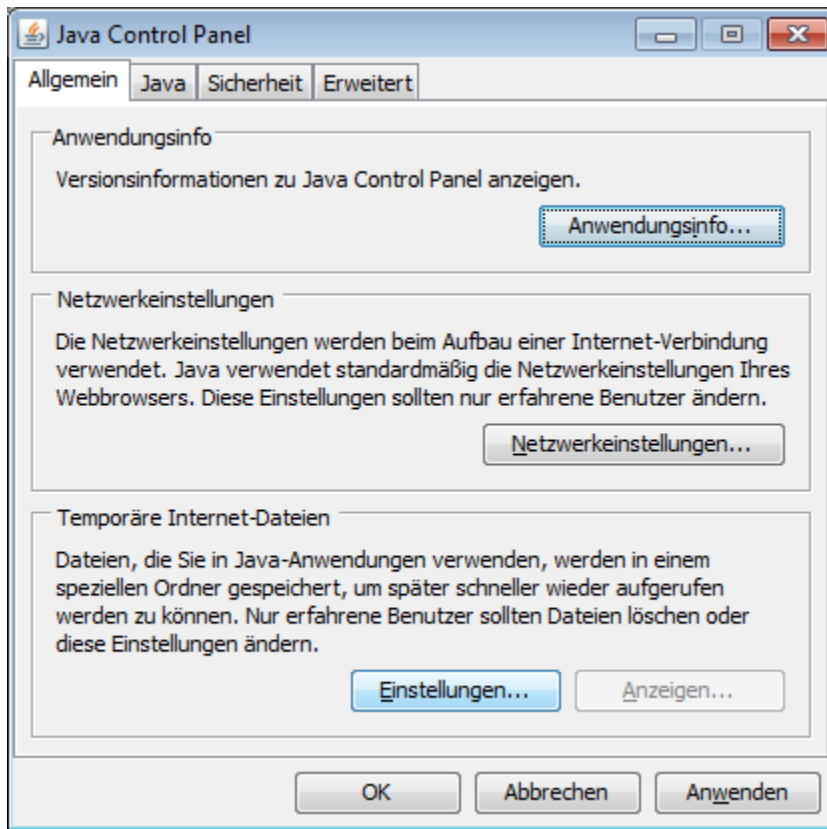 Java Control Panel
Allgemein Java Sicherheit Erweitert
Anwendungsinfo
Versionsinformationen zu Java Control Panel anzeigen.
Anwendungsinfo...
Netzwerkeinstellungen
Die Netzwerkeinstellungen werden beim Aufbau einer Internet-Verbindung
verwendet. Java verwendet standardmäßig die Netzwerkeinstellungen Ihres
Webbrowsers. Diese Einstellungen sollten nur erfahrene Benutzer ändern.
Netzwerkeinstellungen...
Temporäre Internet-Dateien
Dateien, die Sie in Java-Anwendungen verwenden, werden in einem
speziellen Ordner gespeichert, um später schneller wieder aufgerufen
werden zu können. Nur erfahrene Benutzer sollten Dateien löschen oder
diese Einstellungen ändern.
Einstellungen... Anzeigen...
OK Abbrechen Anwenden